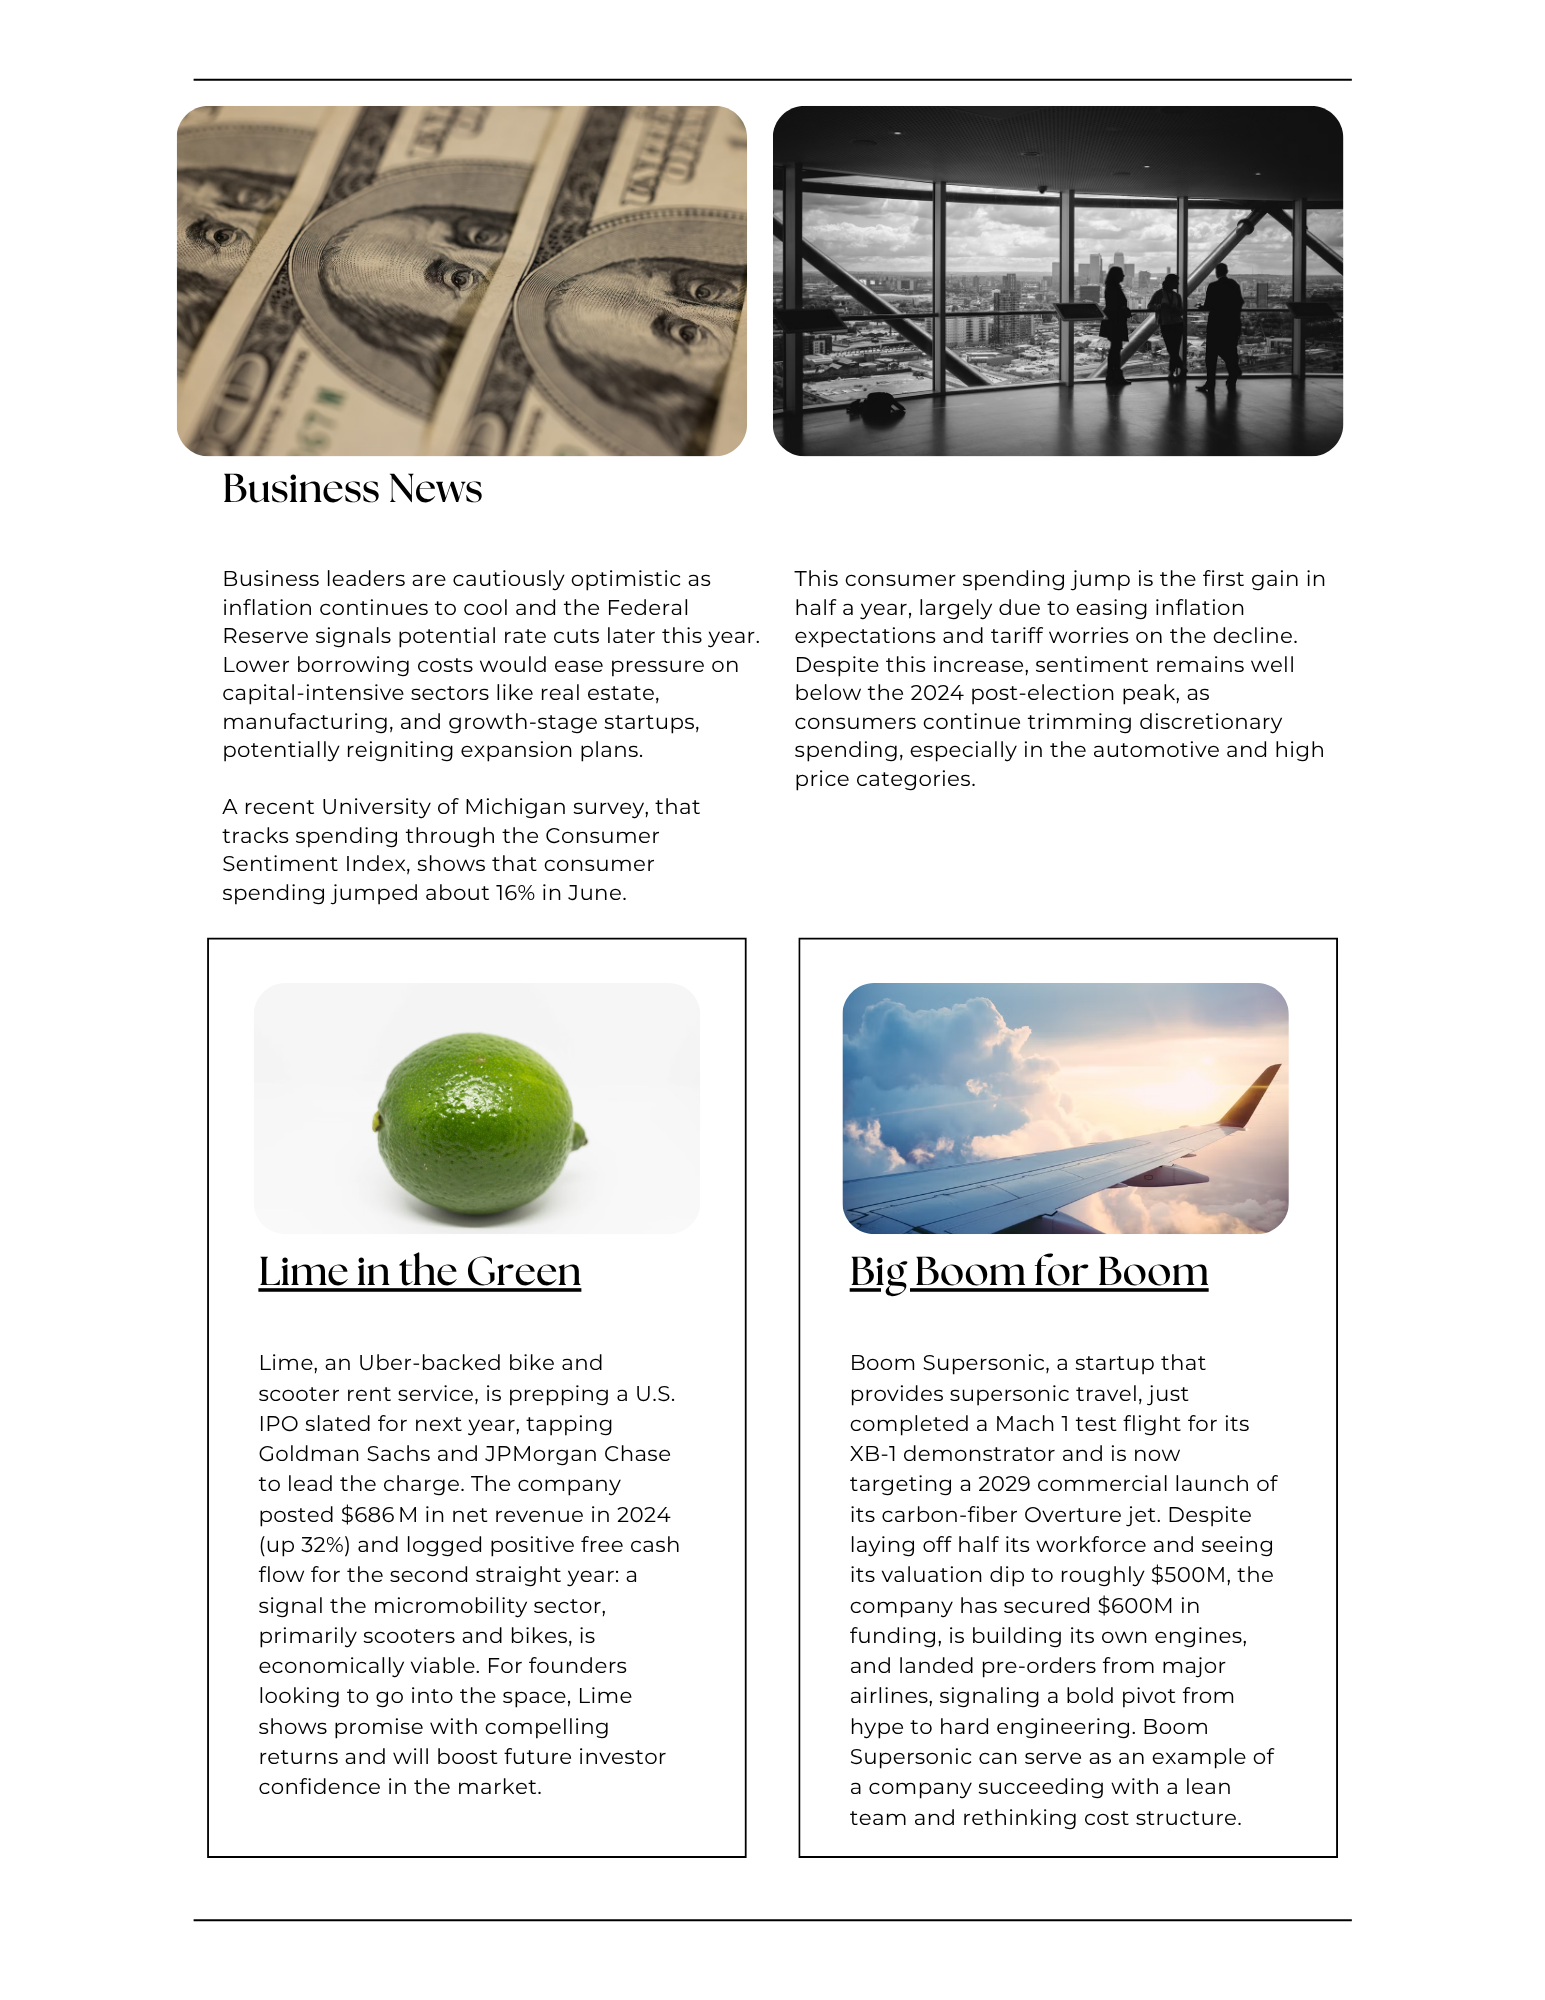 Business News
Business leaders are cautiously optimistic as
inflation continues to cool and the Federal
Reserve signals potential rate cuts later this year.
Lower borrowing costs would ease pressure on
capital-intensive sectors like real estate,
manufacturing, and growth-stage startups,
potentially reigniting expansion plans.
A recent University of Michigan survey, that
tracks spending through the Consumer
Sentiment Index, shows that consumer
spending jumped about 16% in June.
This consumer spending jump is the first gain in
half a year, largely due to easing inflation
expectations and tariff worries on the decline.
Despite this increase, sentiment remains well
below the 2024 post-election peak, as
consumers continue trimming discretionary
spending, especially in the automotive and high
price categories.
Lime in the Green
Lime, an Uber-backed bike and
scooter rent service, is prepping a U.S.
IPO slated for next year, tapping
Goldman Sachs and JPMorgan Chase
to lead the charge. The company
posted $686 M in net revenue in 2024
(up 32%) and logged positive free cash
flow for the second straight year: a
signal the micromobility sector,
primarily scooters and bikes, is
economically viable. For founders
looking to go into the space, Lime
shows promise with compelling
returns and will boost future investor
confidence in the market.
Big Boom for Boom
Boom Supersonic, a startup that
provides supersonic travel, just
completed a Mach 1 test flight for its
XB-1 demonstrator and is now
targeting a 2029 commercial launch of
its carbon-fiber Overture jet. Despite
laying off half its workforce and seeing
its valuation dip to roughly $500M, the
company has secured $600M in
funding, is building its own engines,
and landed pre-orders from major
airlines, signaling a bold pivot from
hype to hard engineering. Boom
Supersonic can serve as an example of
a company succeeding with a lean
team and rethinking cost structure.